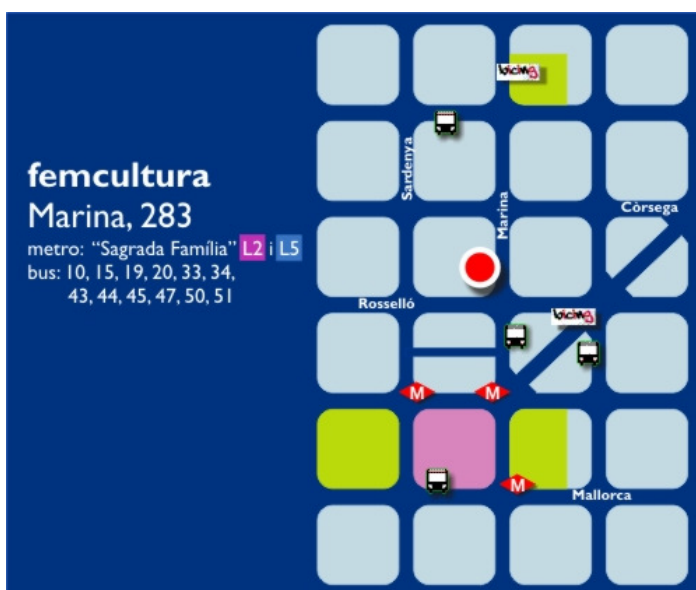 femcultura
Marina, 283
metro: “Sagrada Família” L2 i L5
bus: 10, 15, 19, 20, 33, 34,
43, 44, 45, 47, 50, 51
bicing
Sardenya
Marina
Còrsega
Rosselló
bicing
M
M
M
Mallorca